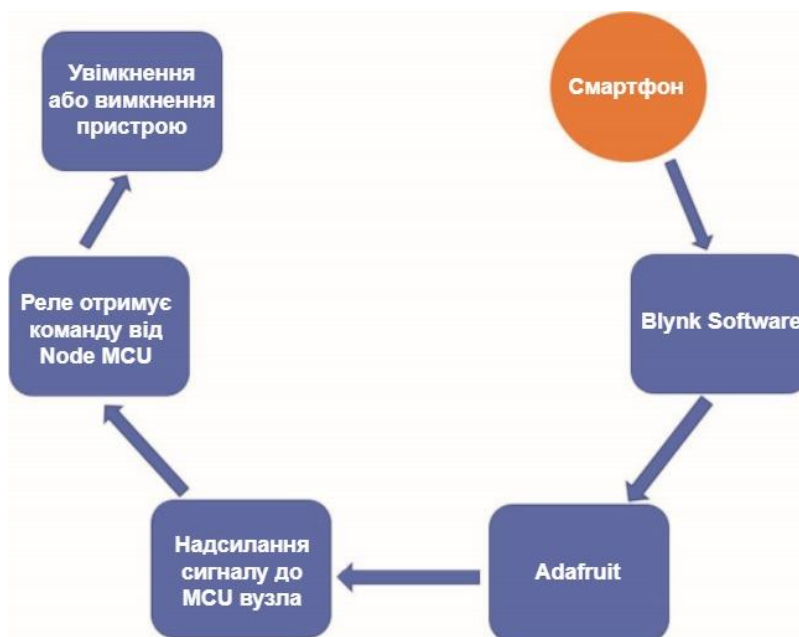 Увімкнення
або вимкнення
пристрою
Смартфон
Реле отримує
команду від
Node MCU
Blynk Software
Надсилання
сигналу до
MCU вузла
Adafruit